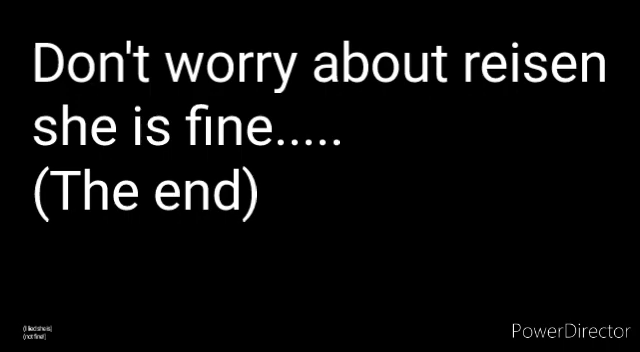 Don't worry about reisen
she is fine.....
(The end)
(I lied she is)
(not fine!)
PowerDirector